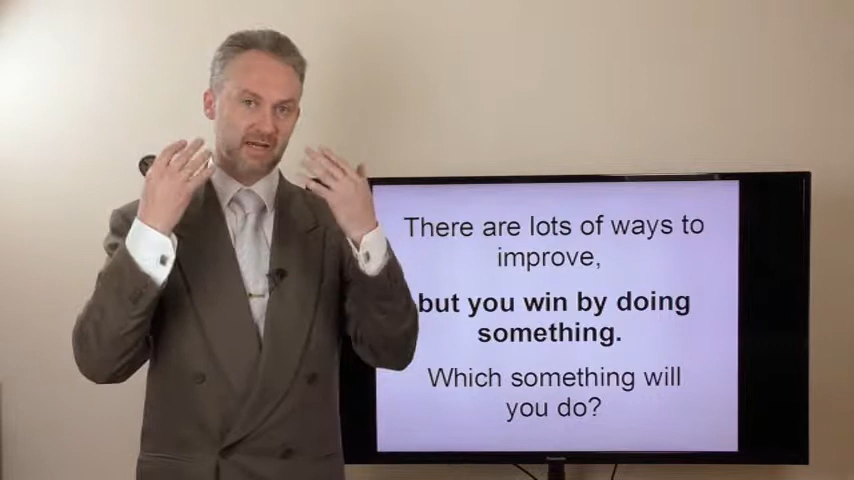 There are lots of ways to
improve,
but you win by doing
something.
Which something will
you do?